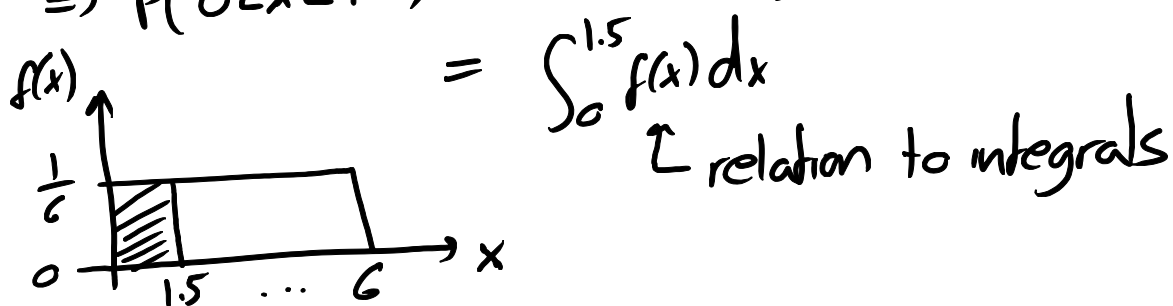 = ∫₀^1.5 f(x) dx
↑ relation to integrals
f(x)
1/6
0 1.5 ... 6 x